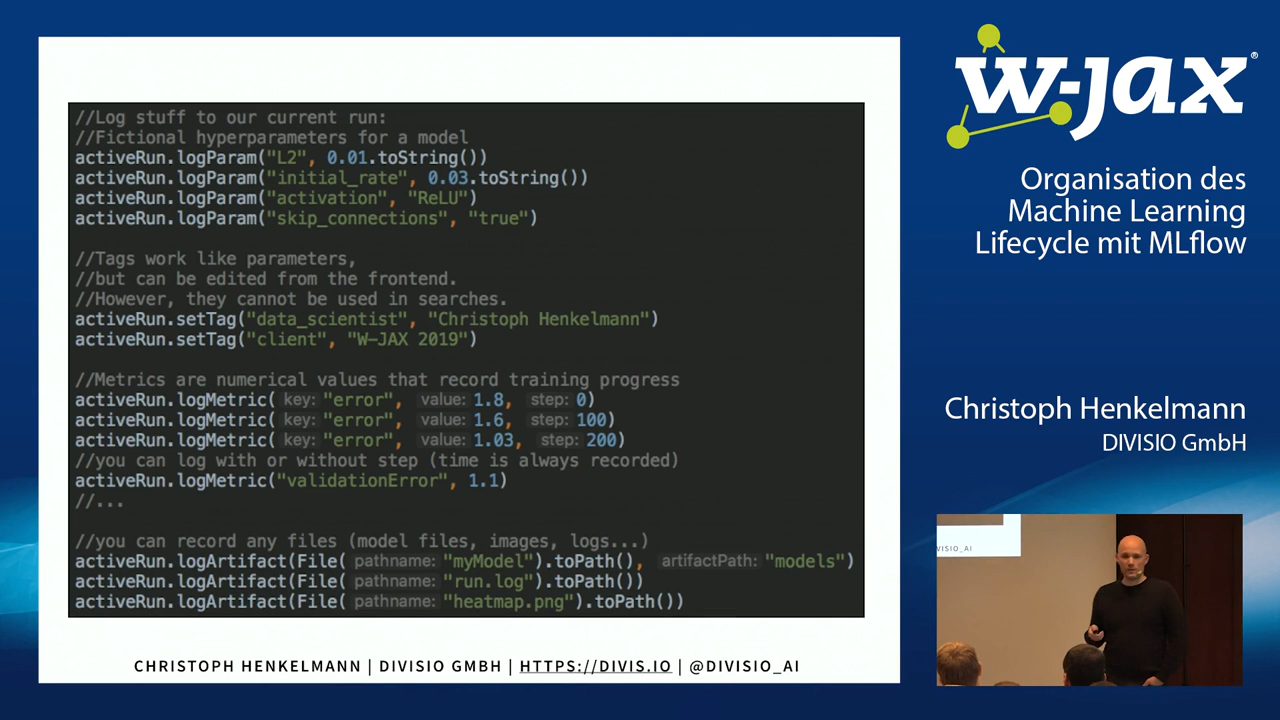 //Log stuff to our current run:
//Fictional hyperparameters for a model
activeRun.logParam("L2", 0.01.toString())
activeRun.logParam("initial_rate", 0.03.toString())
activeRun.logParam("activation", "ReLU")
activeRun.logParam("skip_connections", "true")
//Tags work like parameters,
//but can be edited from the frontend.
//However, they cannot be used in searches.
activeRun.setTag("data_scientist", "Christoph Henkelmann")
activeRun.setTag("client", "W-JAX 2019")
//Metrics are numerical values that record training progress
activeRun.logMetric( key: "error", value: 1.8, step: 0)
activeRun.logMetric( key: "error", value: 1.6, step: 100)
activeRun.logMetric( key: "error", value: 1.03, step: 200)
//you can log with or without step (time is always recorded)
activeRun.logMetric("validationError", 1.1)
//...
//you can record any files (model files, images, logs...)
activeRun.logArtifact(File( pathname: "myModel").toPath(), artifactPath: "models")
activeRun.logArtifact(File( pathname: "run.log").toPath())
activeRun.logArtifact(File( pathname: "heatmap.png").toPath())
CHRISTOPH HENKELMANN | DIVISIO GMBH | HTTPS://DIVIS.IO | @DIVISIO_AI
w-jax®
Organisation des
Machine Learning
Lifecycle mit MLflow
Christoph Henkelmann
DIVISIO GmbH
VISIO_AI